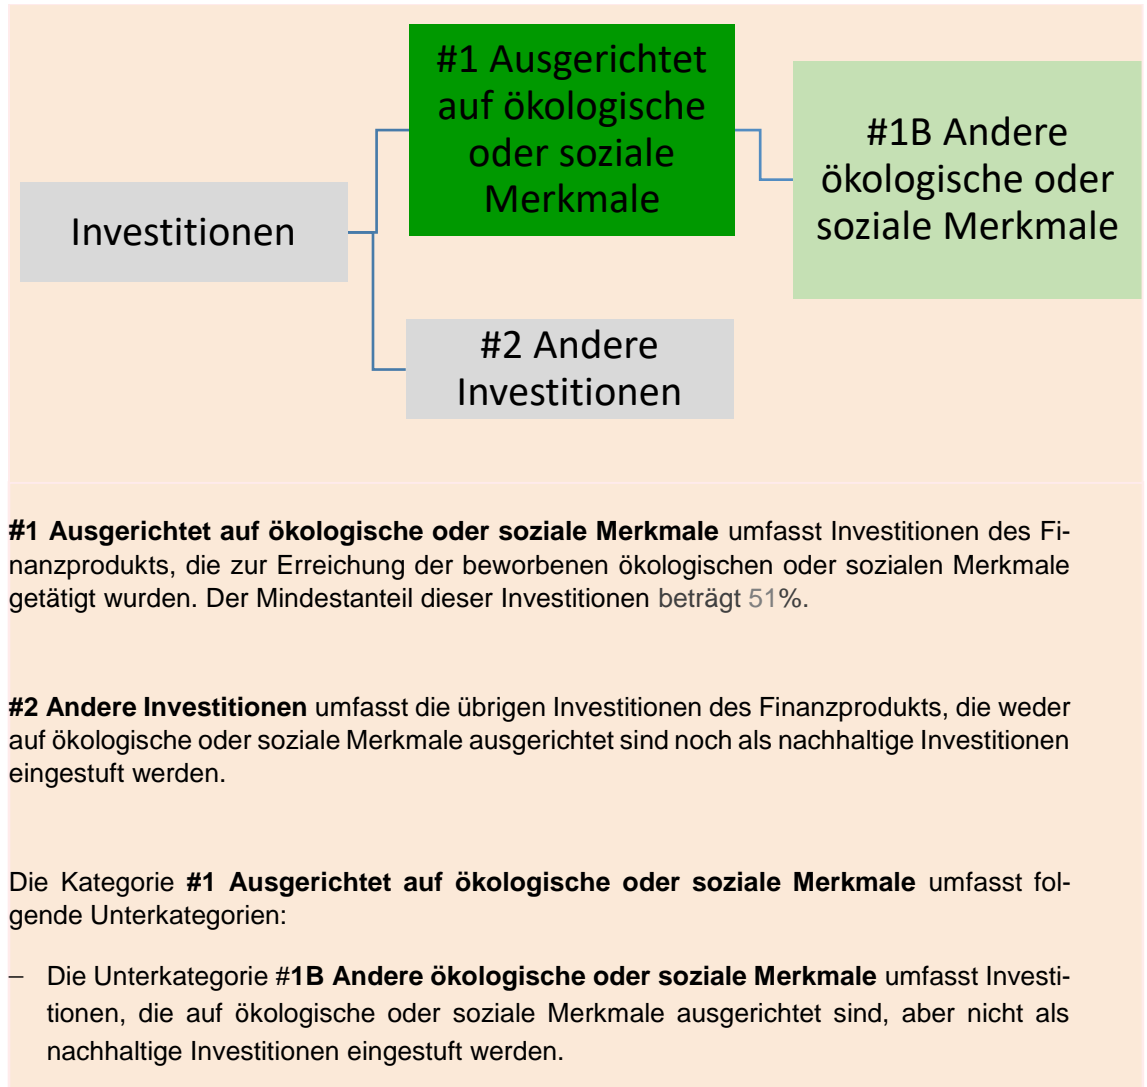 #1 Ausgerichtet
auf ökologische
oder soziale
Merkmale
#1B Andere
ökologische oder
soziale Merkmale
Investitionen
#2 Andere
Investitionen
#1 Ausgerichtet auf ökologische oder soziale Merkmale umfasst Investitionen des Fi-
nanzprodukts, die zur Erreichung der beworbenen ökologischen oder sozialen Merkmale
getätigt wurden. Der Mindestanteil dieser Investitionen beträgt 51%.
#2 Andere Investitionen umfasst die übrigen Investitionen des Finanzprodukts, die weder
auf ökologische oder soziale Merkmale ausgerichtet sind noch als nachhaltige Investitionen
eingestuft werden.
Die Kategorie #1 Ausgerichtet auf ökologische oder soziale Merkmale umfasst fol-
gende Unterkategorien:
– Die Unterkategorie #1B Andere ökologische oder soziale Merkmale umfasst Investi-
tionen, die auf ökologische oder soziale Merkmale ausgerichtet sind, aber nicht als
nachhaltige Investitionen eingestuft werden.